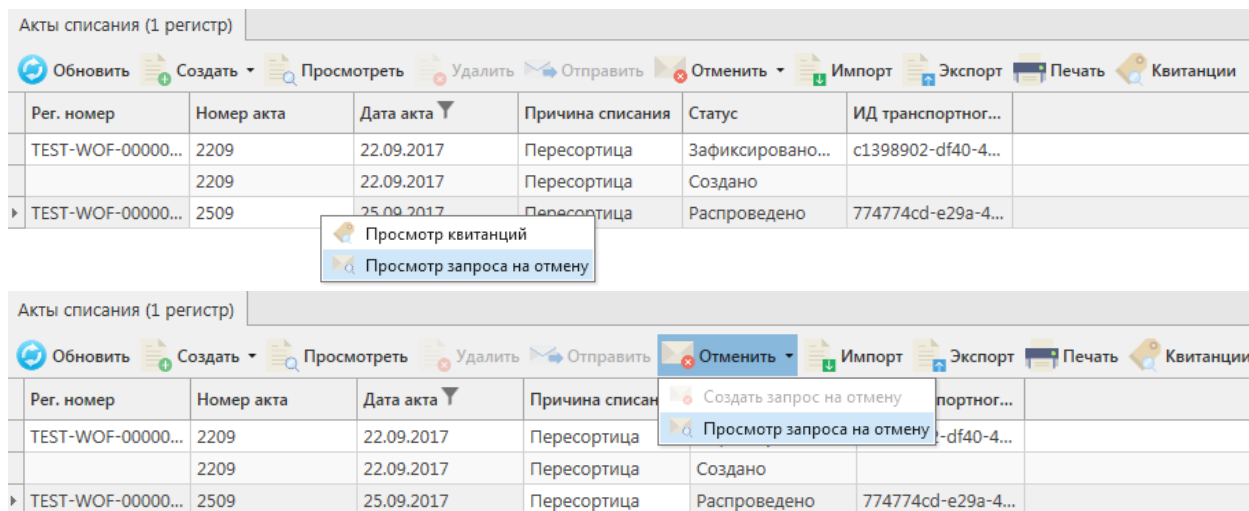 Акты списания (1 регистр)
Обновить Создать Просмотреть Удалить Отправить Отменить Импорт Экспорт Печать Квитанции
Рег. номер Номер акта Дата акта Причина списания Статус ИД транспортног...
TEST-WOF-00000... 2209 22.09.2017 Пересортица Зафиксировано... c1398902-df40-4...
2209 22.09.2017 Пересортица Создано
TEST-WOF-00000... 2509 25.09.2017 Пересортица Распроведено 774774cd-e29a-4...
Просмотр квитанций
Просмотр запроса на отмену
Акты списания (1 регистр)
Обновить Создать Просмотреть Удалить Отправить Отменить Импорт Экспорт Печать Квитанции
Рег. номер Номер акта Дата акта Причина списан портног...
Создать запрос на отмену
TEST-WOF-00000... 2209 22.09.2017 Пересортица -df40-4...
Просмотр запроса на отмену
2209 22.09.2017 Пересортица Создано
TEST-WOF-00000... 2509 25.09.2017 Пересортица Распроведено 774774cd-e29a-4...